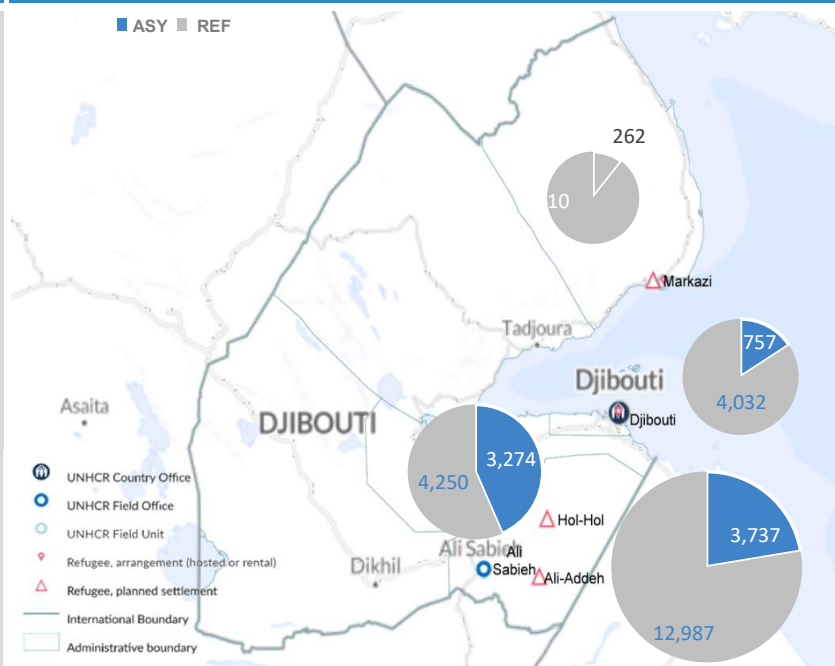 ASY REF
262
10
Markazi
Tadjoura
757
Djibouti
4,032
Asaita
DJIBOUTI
Djibouti
3,274
4,250
UNHCR Country Office
UNHCR Field Office
Hol-Hol
3,737
UNHCR Field Unit
Ali Sabieh
Ali
Refugee, arrangement (hosted or rental)
Dikhil
Sabieh
Ali-Addeh
Refugee, planned settlement
International Boundary
12,987
Administrative boundary